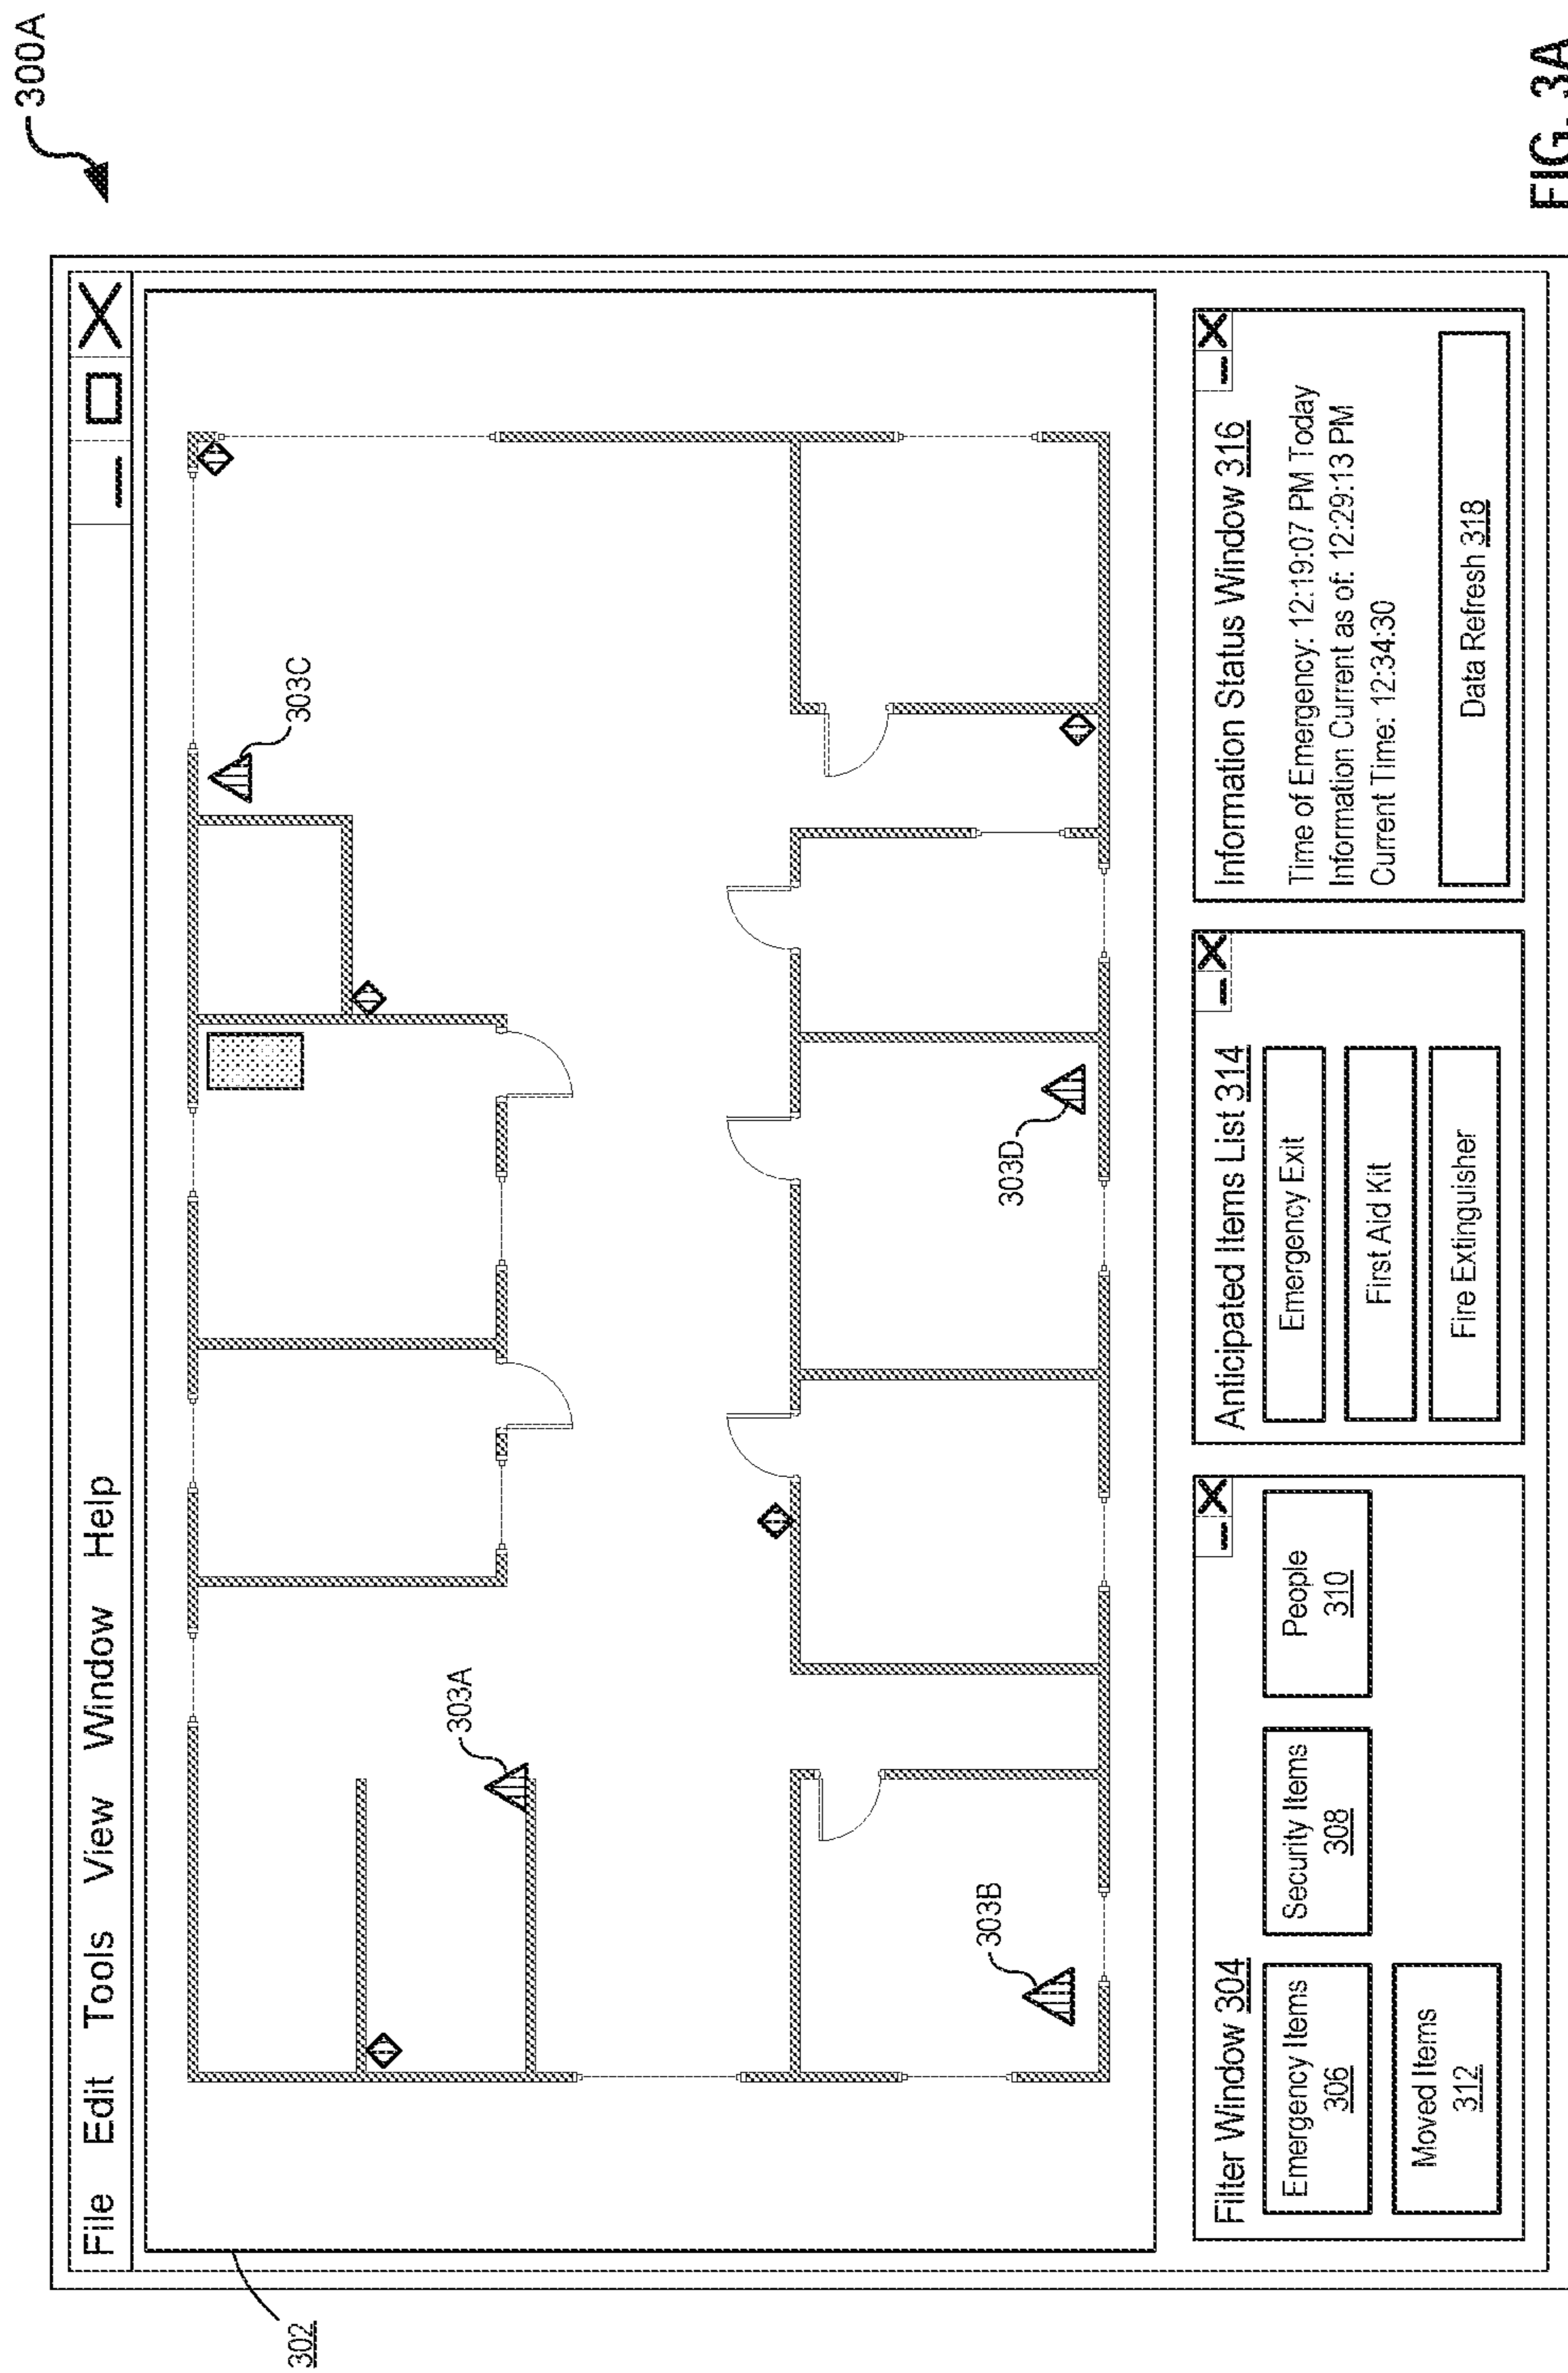 300A
File Edit Tools View Window Help
302
303A
303B
303C
303D
Filter Window 304
Emergency Items
306
Security Items
308
People
310
Moved Items
312
Anticipated Items List 314
Emergency Exit
First Aid Kit
Fire Extinguisher
Information Status Window 316
Time of Emergency: 12:19:07 PM Today
Information Current as of: 12:29:13 PM
Current Time: 12:34:30
Data Refresh 318
FIG. 3A